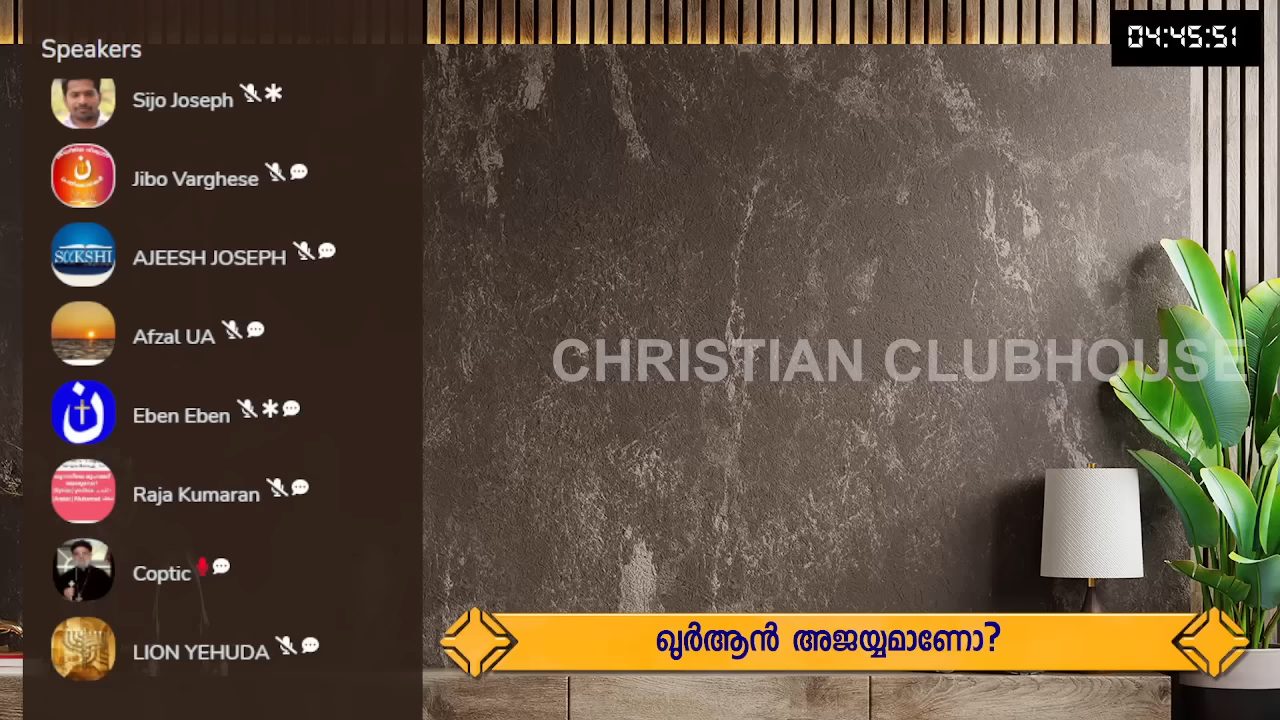 Speakers
04:45:51
Sijo Joseph
Jibo Varghese
SAKSHI
AJEESH JOSEPH
Afzal UA
CHRISTIAN CLUBHOUSE
ن
Eben Eben
Raja Kumaran
Coptic
LION YEHUDA
ഖുർആൻ അജയ്യമാണോ?